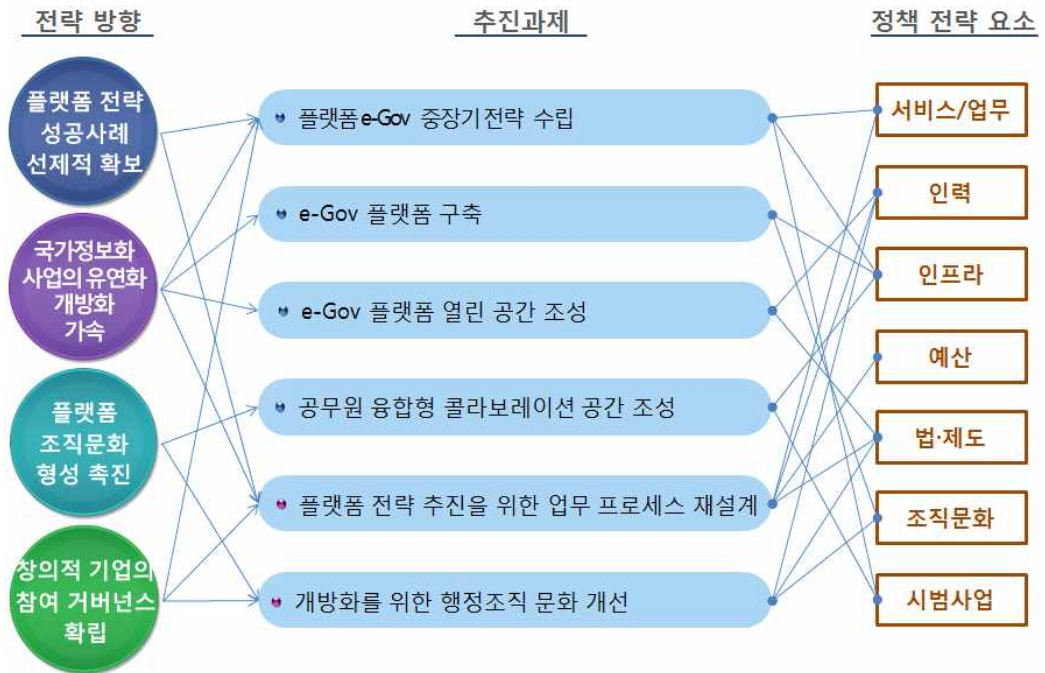 전략 방향
추진과제
정책 전략 요소
플랫폼 전략
성공사례
선제적 확보
국가정보화
사업의 유연화
개방화
가속
플랫폼
조직문화
형성 촉진
창의적 기업의
참여 거버넌스
확립
플랫폼 e-Gov 중장기 전략 수립
e-Gov 플랫폼 구축
e-Gov 플랫폼 열린 공간 조성
공무원 융합형 콜라보레이션 공간 조성
플랫폼 전략 추진을 위한 업무 프로세스 재설계
개방화를 위한 행정조직 문화 개선
서비스/업무
인력
인프라
예산
법·제도
조직문화
시범사업